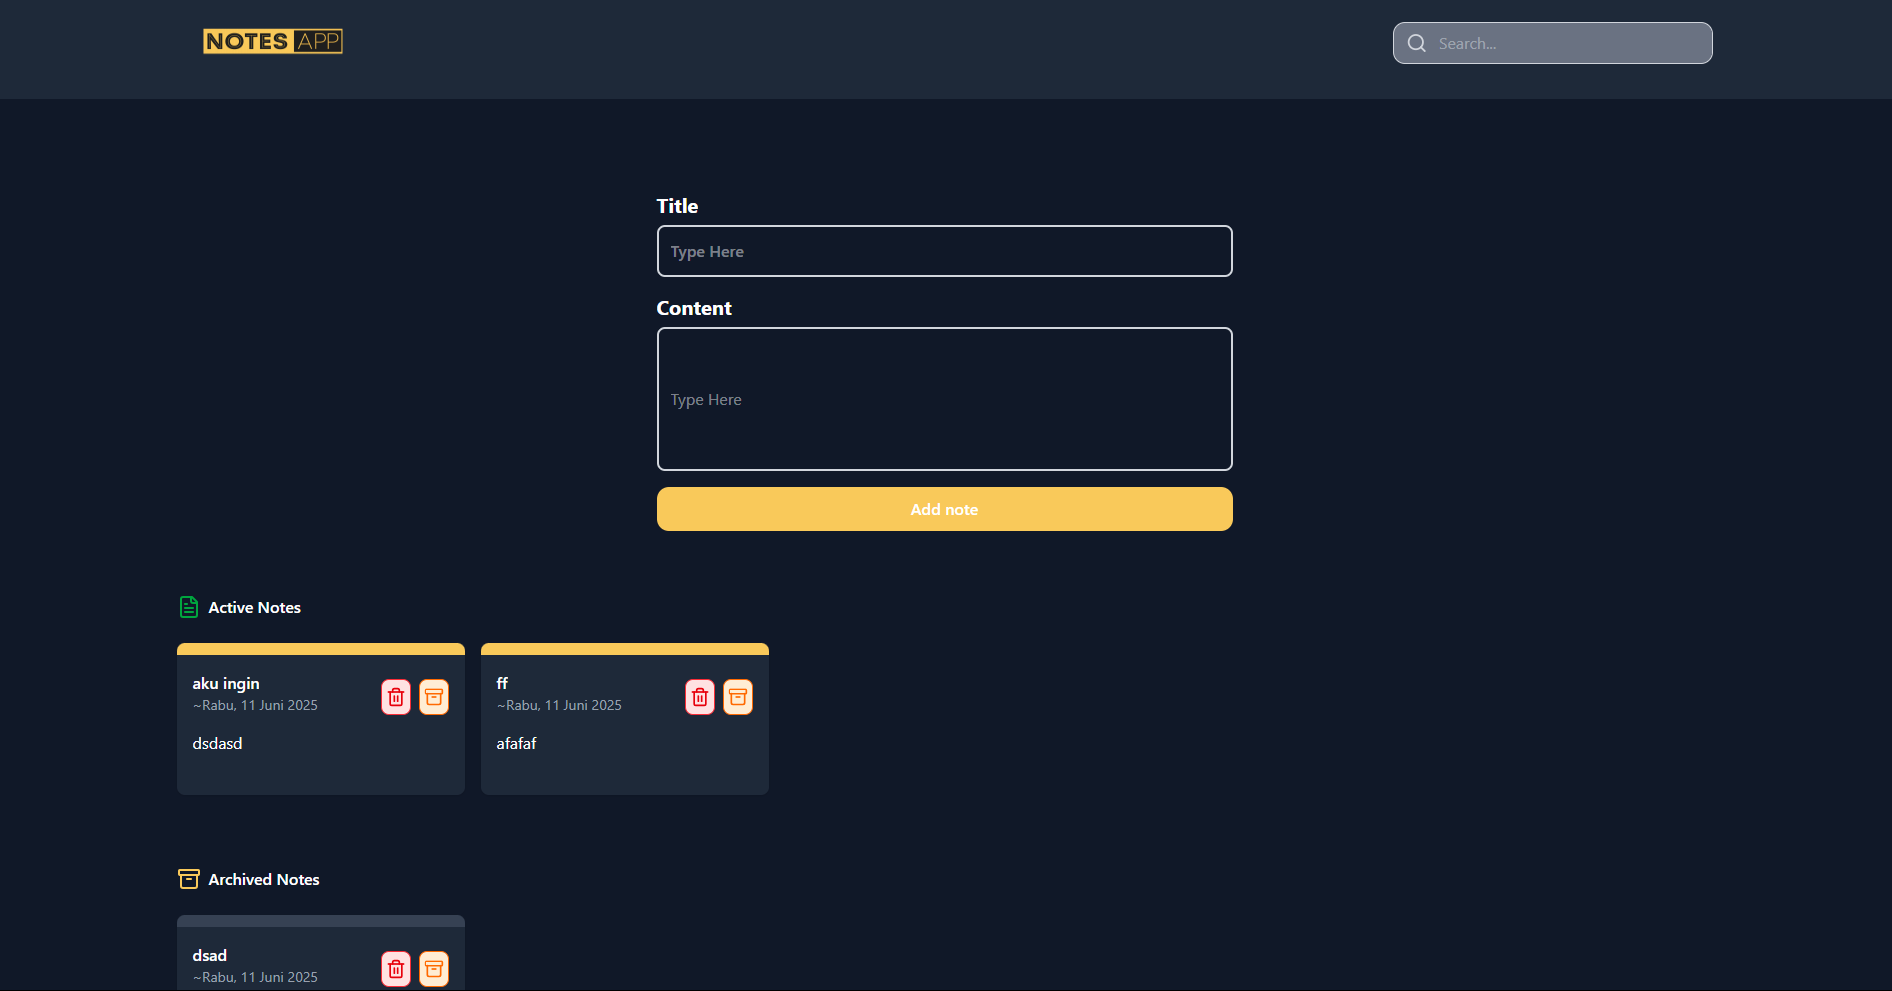 NOTES APP
Search...
Title
Type Here
Content
Type Here
Add note
Active Notes
aku ingin
~Rabu, 11 Juni 2025
dsdasd
ff
~Rabu, 11 Juni 2025
afafaf
Archived Notes
dsad
~Rabu, 11 Juni 2025